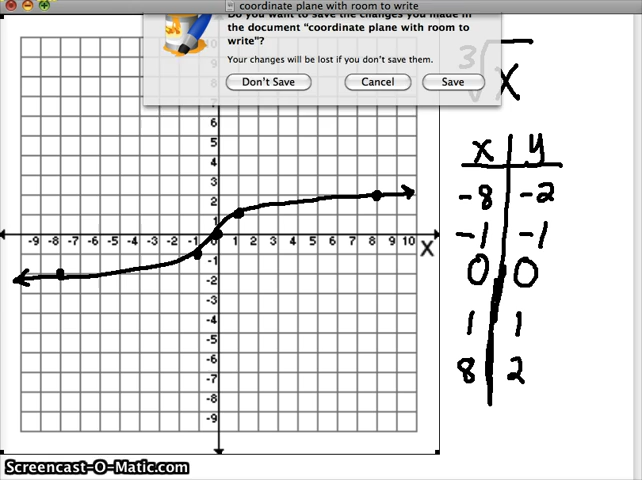 coordinate plane with room to write
Do you want to save the changes you made in
the document "coordinate plane with room to
write"?
Your changes will be lost if you don't save them.
Don't Save Cancel Save
3√x
x y
-8 -2
-1 -1
0 0
1 1
8 2
5
4
3
2
1
-9 -8 -7 -6 -5 -4 -3 -2 -1 1 2 3 4 5 6 7 8 9 10 X
-1
-2
-3
-4
-5
-6
-7
-8
-9
Screencast-O-Matic.com